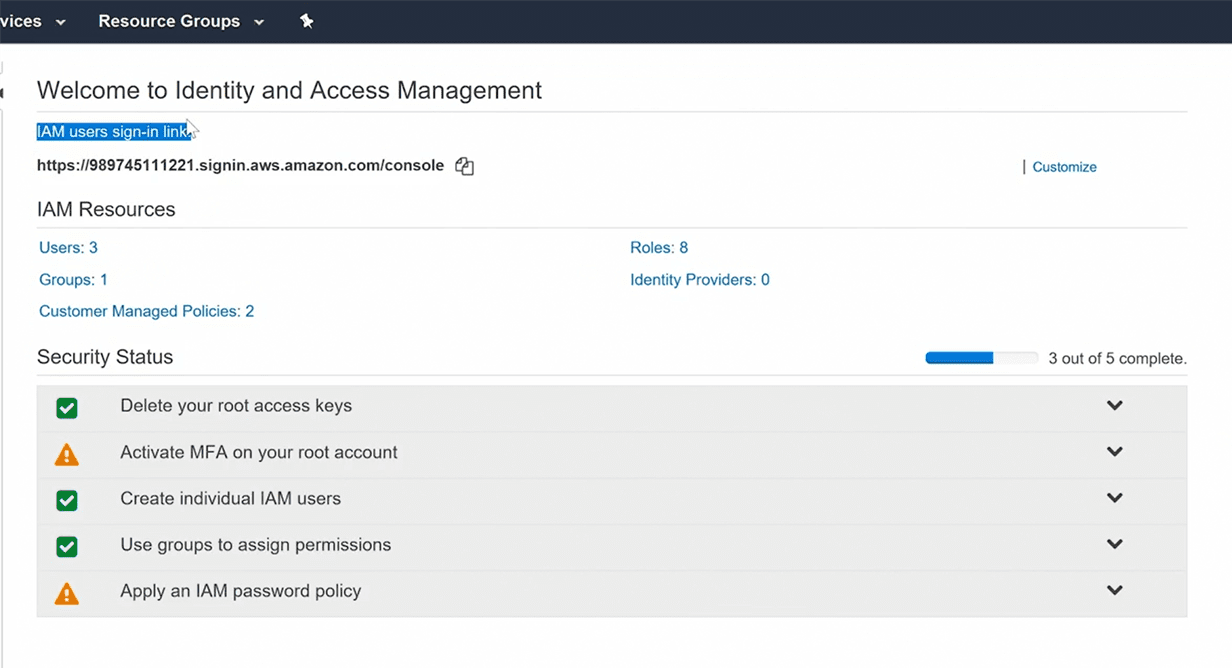 vices Resource Groups
Welcome to Identity and Access Management
IAM users sign-in link
https://989745111221.signin.aws.amazon.com/console | Customize
IAM Resources
Users: 3 Roles: 8
Groups: 1 Identity Providers: 0
Customer Managed Policies: 2
Security Status 3 out of 5 complete.
Delete your root access keys
Activate MFA on your root account
Create individual IAM users
Use groups to assign permissions
Apply an IAM password policy